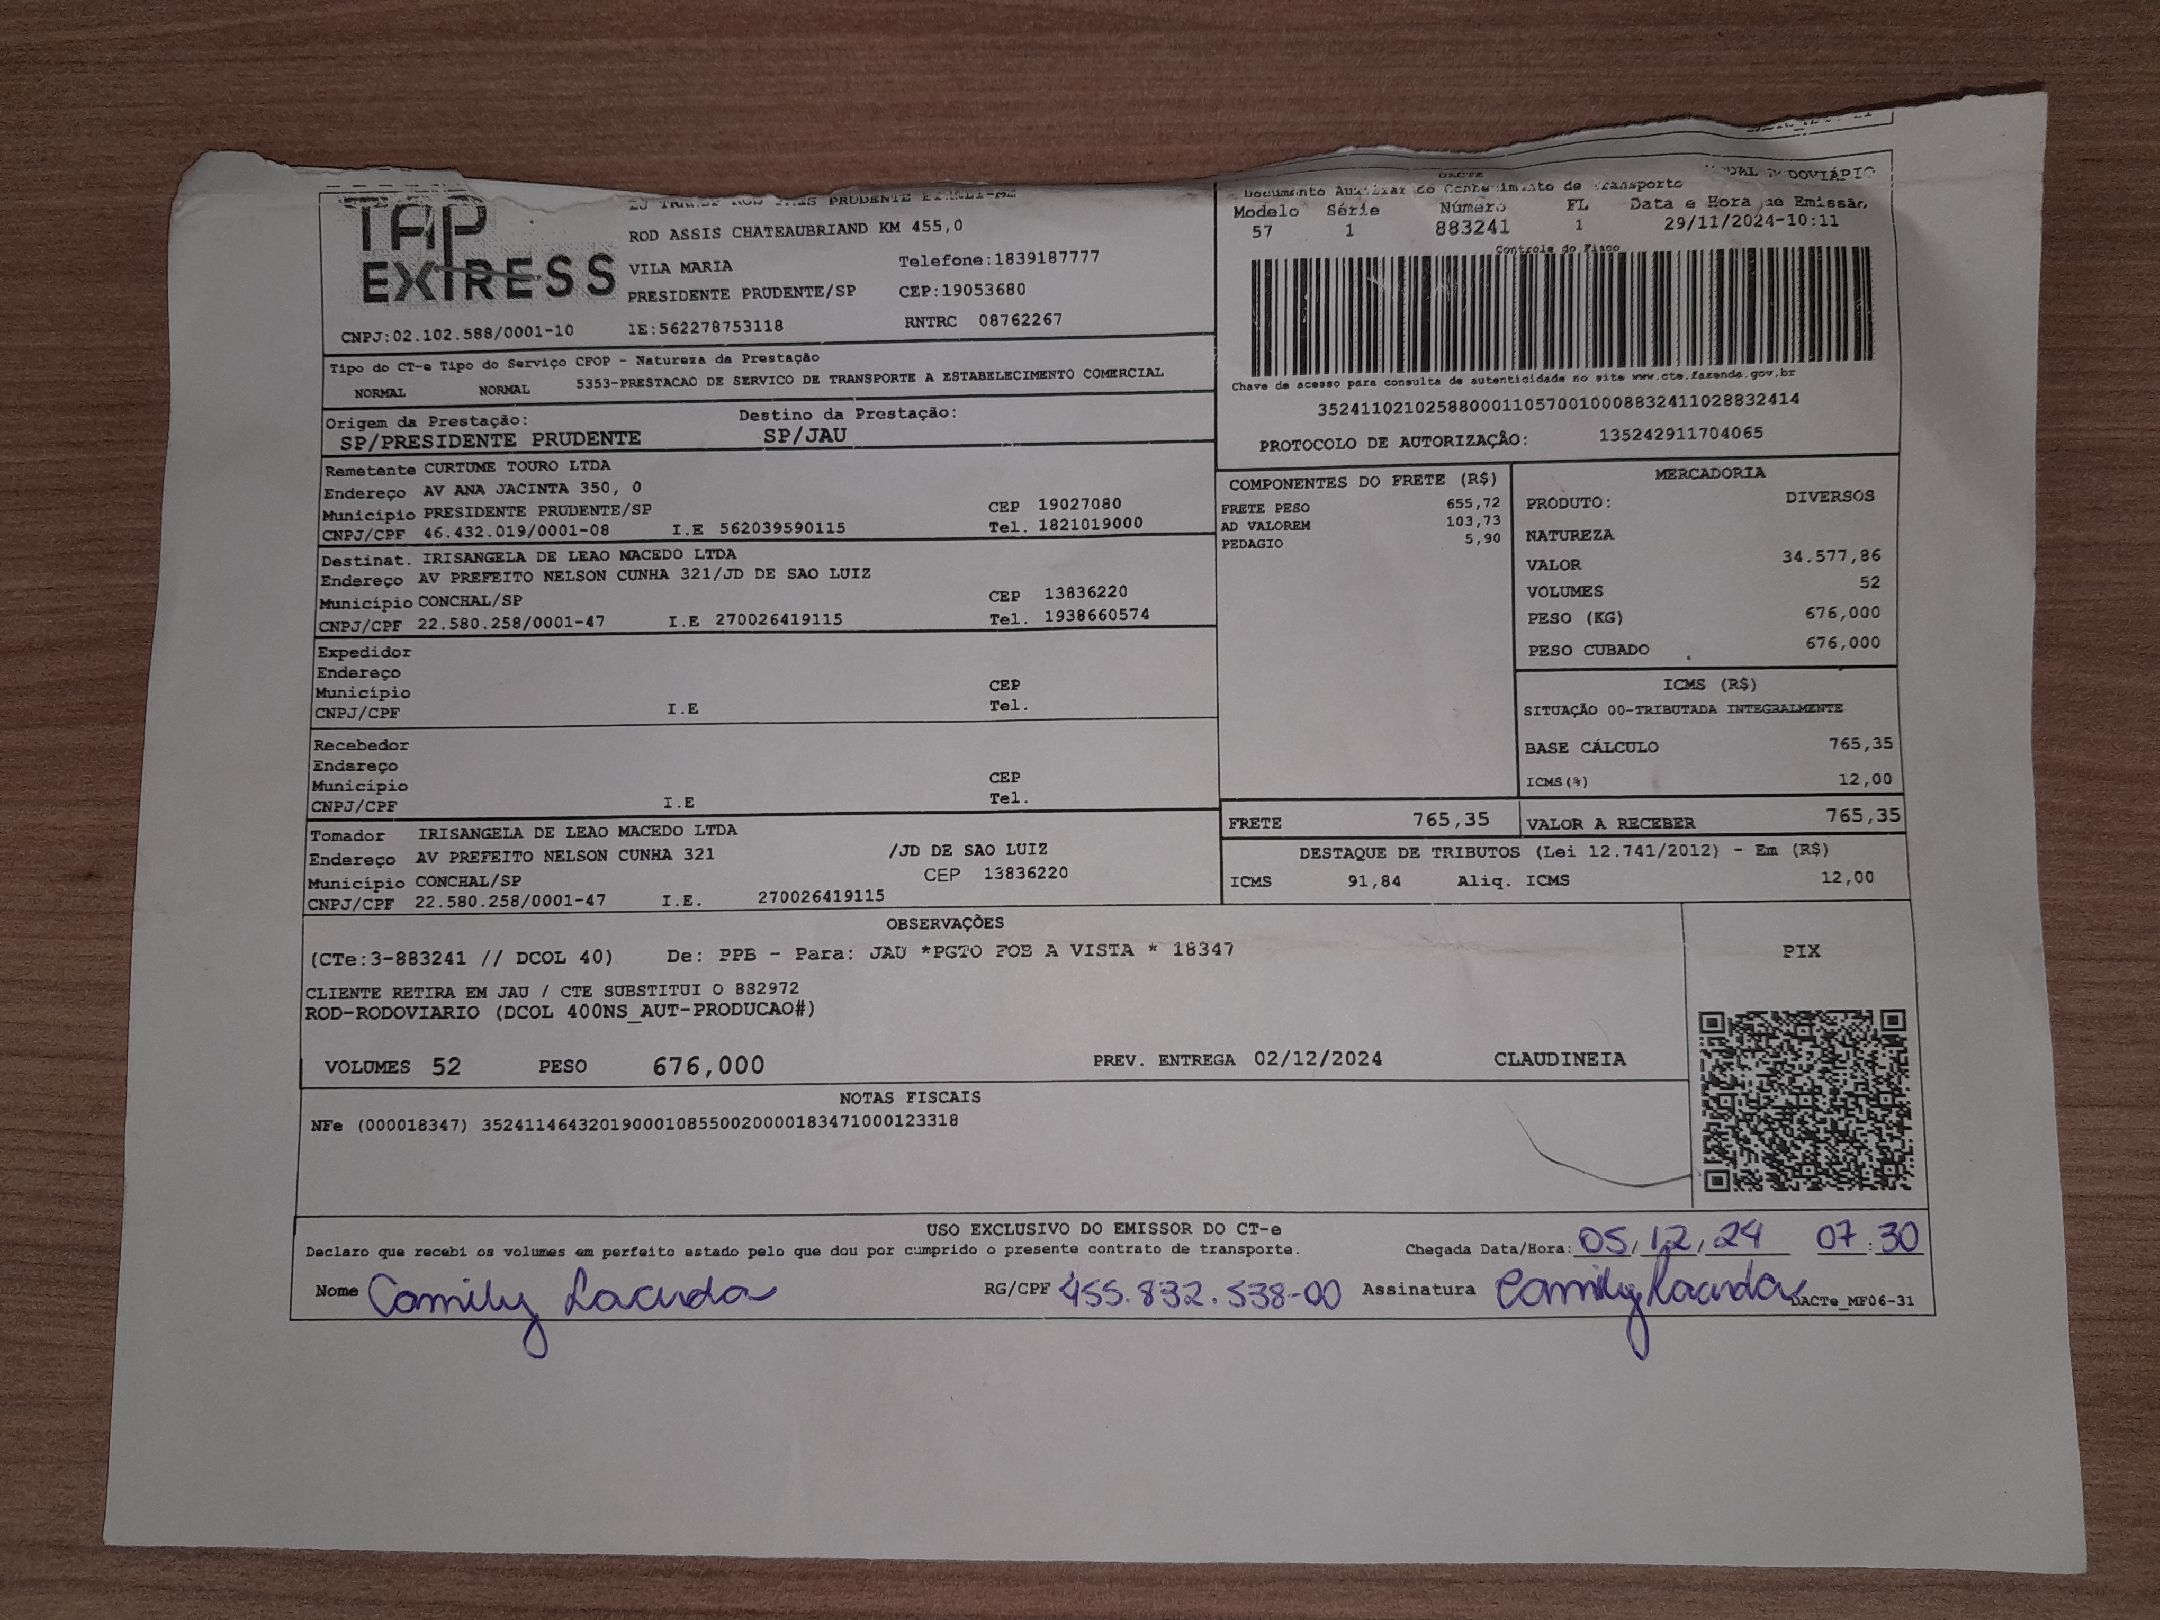 TAP
EXPRESS
PRUDENTE
ROD ASSIS CHATEAUBRIAND KM 455,0
VILA MARIA Telefone:1839187777
PRESIDENTE PRUDENTE/SP CEP:19053680
CNPJ:02.102.588/0001-10 IE:562278753118 RNTRC 08762267
Tipo do CT-e Tipo do Serviço CFOP - Natureza da Prestação
NORMAL NORMAL 5353-PRESTACAO DE SERVICO DE TRANSPORTE A ESTABELECIMENTO COMERCIAL
Origem da Prestação: Destino da Prestação:
SP/PRESIDENTE PRUDENTE SP/JAU
Remetente CURTUME TOURO LTDA
Endereço AV ANA JACINTA 350, 0
Município PRESIDENTE PRUDENTE/SP CEP 19027080
CNPJ/CPF 46.432.019/0001-08 I.E 562039590115 Tel. 1821019000
Destinat. IRISANGELA DE LEAO MACEDO LTDA
Endereço AV PREFEITO NELSON CUNHA 321/JD DE SAO LUIZ
Município CONCHAL/SP CEP 13836220
CNPJ/CPF 22.580.258/0001-47 I.E 270026419115 Tel. 1938660574
Expedidor
Endereço
Município CEP
CNPJ/CPF I.E Tel.
Recebedor
Endereço
Município CEP
CNPJ/CPF I.E Tel.
Tomador IRISANGELA DE LEAO MACEDO LTDA
Endereço AV PREFEITO NELSON CUNHA 321 /JD DE SAO LUIZ
Município CONCHAL/SP CEP 13836220
CNPJ/CPF 22.580.258/0001-47 I.E. 270026419115
DACTE
Documento Auxiliar do Conhecimento de Transporte
Modelo Série Número FL Data e Hora de Emissão
57 1 883241 1 29/11/2024-10:11
Controle do Fisco
Chave de acesso para consulta de autenticidade no site www.cte.fazenda.gov.br
35241102102588000110570010008832411028832414
PROTOCOLO DE AUTORIZAÇÃO: 135242911704065
COMPONENTES DO FRETE (R$)
FRETE PESO 655,72
AD VALOREM 103,73
PEDAGIO 5,90
MERCADORIA
PRODUTO: DIVERSOS
NATUREZA
VALOR 34.577,86
VOLUMES 52
PESO (KG) 676,000
PESO CUBADO 676,000
ICMS (R$)
SITUAÇÃO 00-TRIBUTADA INTEGRALMENTE
BASE CÁLCULO 765,35
ICMS(%) 12,00
FRETE 765,35 VALOR A RECEBER 765,35
DESTAQUE DE TRIBUTOS (Lei 12.741/2012) - Em (R$)
ICMS 91,84 Aliq. ICMS 12,00
OBSERVAÇÕES
(CTe:3-883241 // DCOL 40) De: PPB - Para: JAU *PGTO FOB A VISTA * 18347
CLIENTE RETIRA EM JAU / CTE SUBSTITUI O 882972
ROD-RODOVIARIO (DCOL 400NS_AUT-PRODUCAO#)
VOLUMES 52 PESO 676,000 PREV. ENTREGA 02/12/2024 CLAUDINEIA
PIX
NOTAS FISCAIS
NFe (000018347) 35241146432019000108550020000183471000123318
USO EXCLUSIVO DO EMISSOR DO CT-e
Declaro que recebi os volumes em perfeito estado pelo que dou por cumprido o presente contrato de transporte. Chegada Data/Hora: 05/12/24 07:30
Nome Camily Lacuda RG/CPF 455.832.538-00 Assinatura Camily Lacuda DACTe_MF06-31